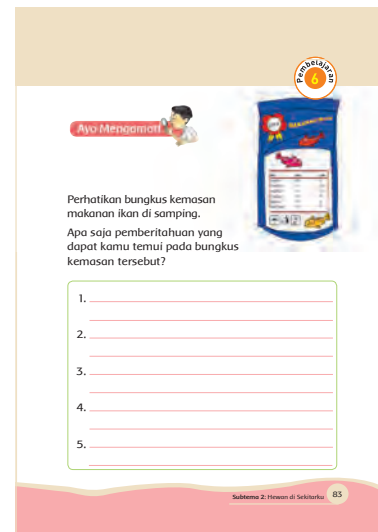 Pembelajaran
6
Ayo Mengamati
Perhatikan bungkus kemasan
makanan ikan di samping.
Apa saja pemberitahuan yang
dapat kamu temui pada bungkus
kemasan tersebut?
1.
2.
3.
4.
5.
Subtema 2: Hewan di Sekitarku 83